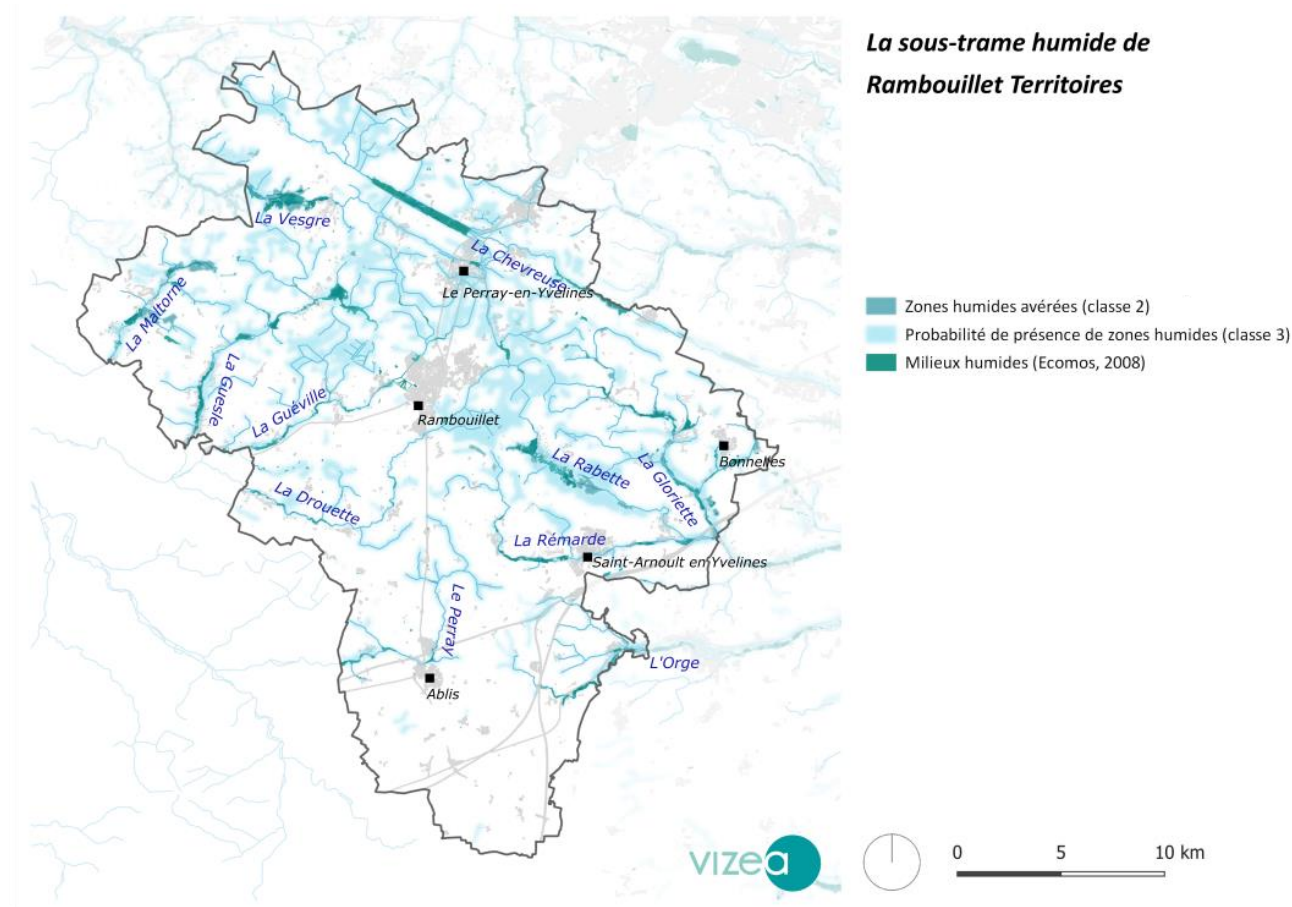 La sous-trame humide de
Rambouillet Territoires
La Vesgre
La Chevreuse
Le Perray-en-Yvelines
La Maltorne
La Guesle
La Guéville
Rambouillet
Bonnelles
La Rabette
La Gloriette
La Drouette
La Rémarde
Saint-Arnoult en Yvelines
Le Perray
L'Orge
Ablis
Zones humides avérées (classe 2)
Probabilité de présence de zones humides (classe 3)
Milieux humides (Ecomos, 2008)
vizea
0 5 10 km